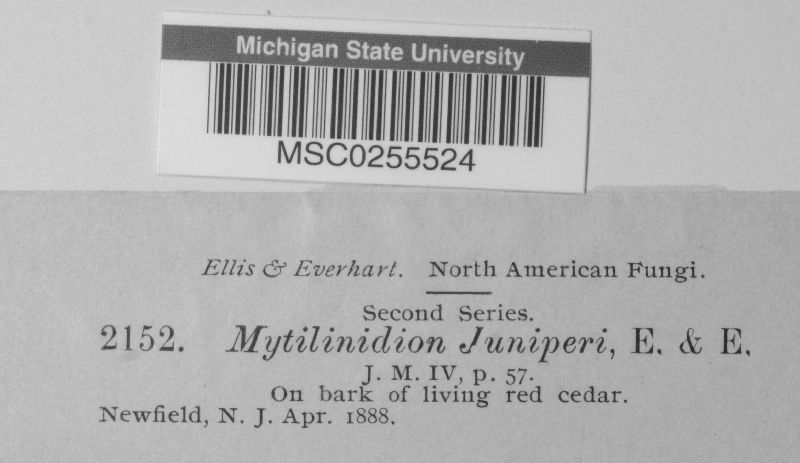 Michigan State University
MSC0255524
Ellis & Everhart. North American Fungi.
Second Series.
2152. Mytilinidion Juniperi, E. & E.
J. M. IV, p. 57.
On bark of living red cedar.
Newfield, N. J. Apr. 1888.